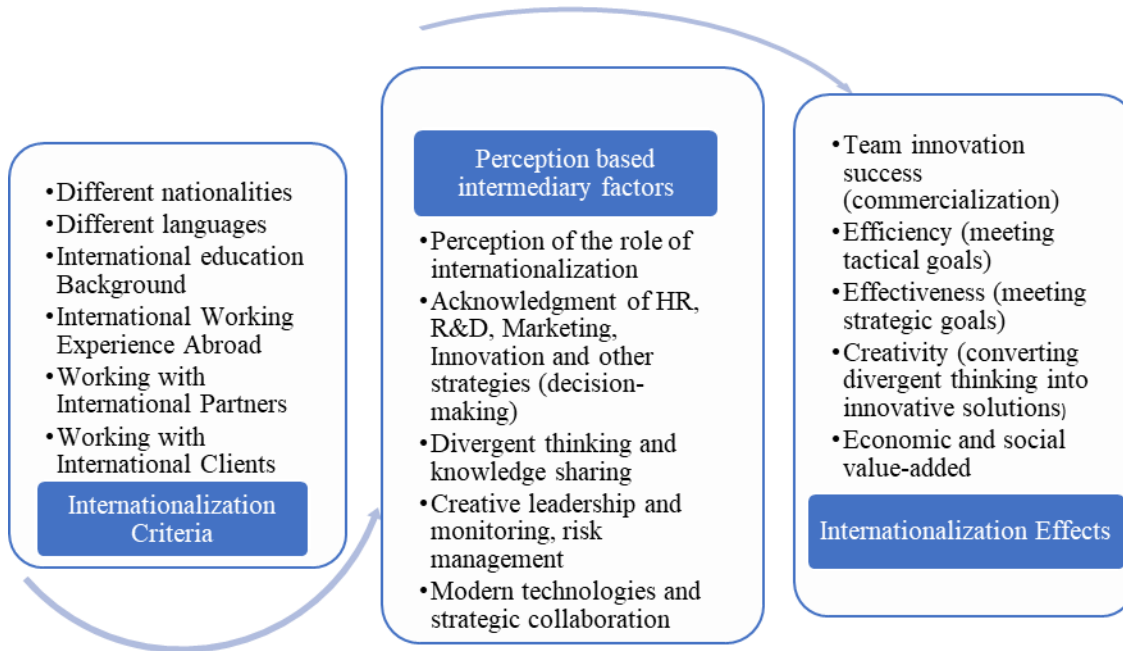 •Different nationalities
•Different languages
•International education
Background
•International Working
Experience Abroad
•Working with
International Partners
•Working with
International Clients
Internationalization
Criteria
Perception based
intermediary factors
•Perception of the role of
internationalization
•Acknowledgment of HR,
R&D, Marketing,
Innovation and other
strategies (decision-
making)
•Divergent thinking and
knowledge sharing
•Creative leadership and
monitoring, risk
management
•Modern technologies and
strategic collaboration
•Team innovation
success
(commercialization)
•Efficiency (meeting
tactical goals)
•Effectiveness (meeting
strategic goals)
•Creativity (converting
divergent thinking into
innovative solutions)
•Economic and social
value-added
Internationalization Effects